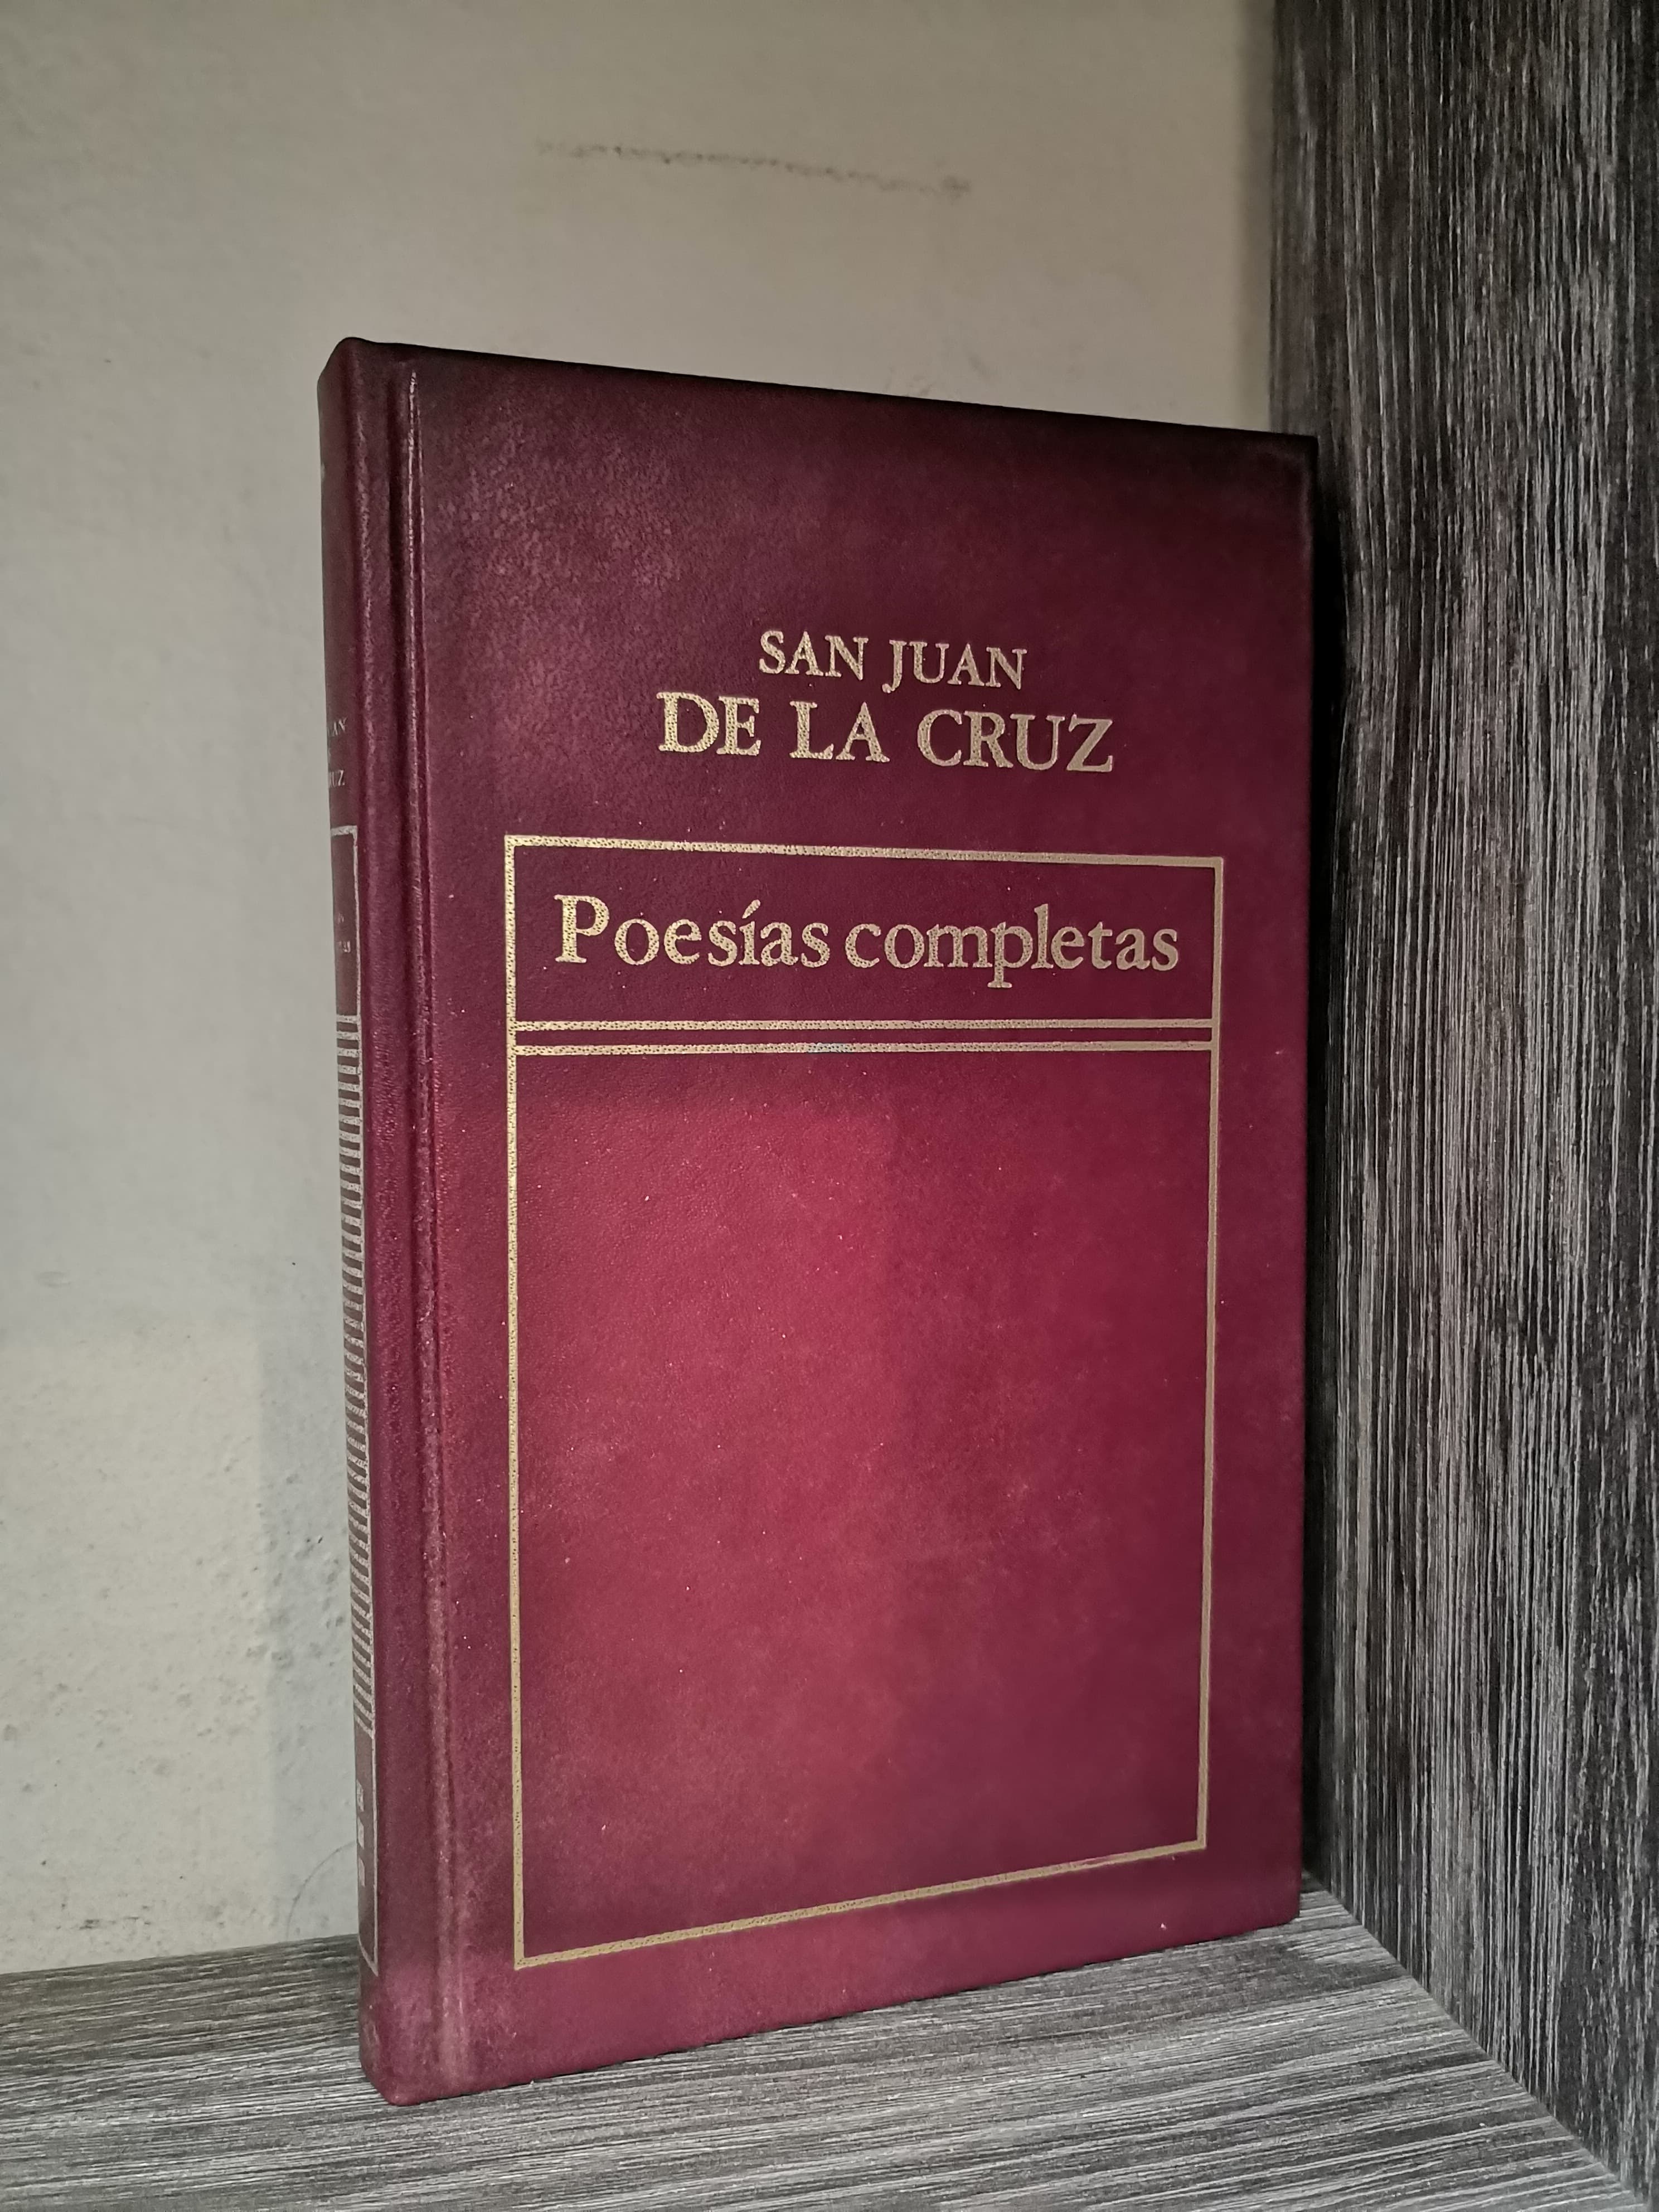 SAN JUAN
DE LA CRUZ
Poesías completas